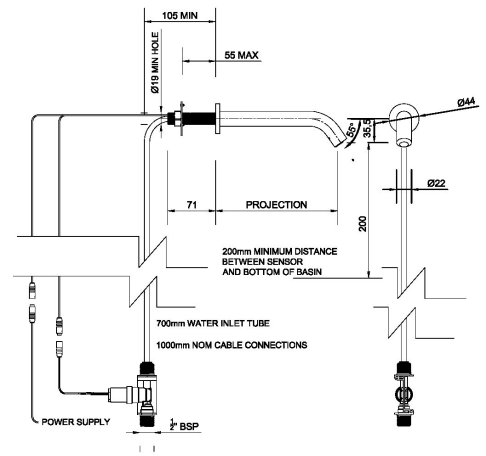 105 MIN
55 MAX
Ø19 MIN HOLE
Ø44
55°
35,5
Ø22
71
PROJECTION
200
200mm MINIMUM DISTANCE
BETWEEN SENSOR
AND BOTTOM OF BASIN
700mm WATER INLET TUBE
1000mm NOM CABLE CONNECTIONS
POWER SUPPLY
1/2" BSP